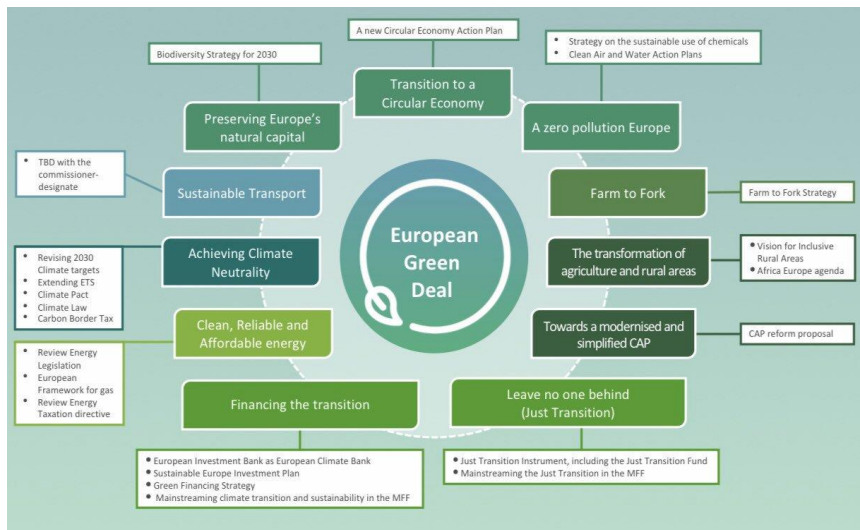 A new Circular Economy Action Plan
Biodiversity Strategy for 2030
• Strategy on the sustainable use of chemicals
• Clean Air and Water Action Plans
Transition to a
Circular Economy
Preserving Europe's
natural capital
A zero pollution Europe
• TBD with the
commissioner-
designate
Sustainable Transport
Farm to Fork
Farm to Fork Strategy
European
Green
Deal
• Revising 2030
Climate targets
• Extending ETS
• Climate Pact
• Climate Law
• Carbon Border Tax
Achieving Climate
Neutrality
The transformation of
agriculture and rural areas
• Vision for Inclusive
Rural Areas
• Africa Europe agenda
Clean, Reliable and
Affordable energy
Towards a modernised and
simplified CAP
CAP reform proposal
• Review Energy
Legislation
• European
Framework for gas
• Review Energy
Taxation directive
Financing the transition
Leave no one behind
(Just Transition)
• European Investment Bank as European Climate Bank
• Sustainable Europe Investment Plan
• Green Financing Strategy
• Mainstreaming climate transition and sustainability in the MFF
• Just Transition Instrument, including the Just Transition Fund
• Mainstreaming the Just Transition in the MFF